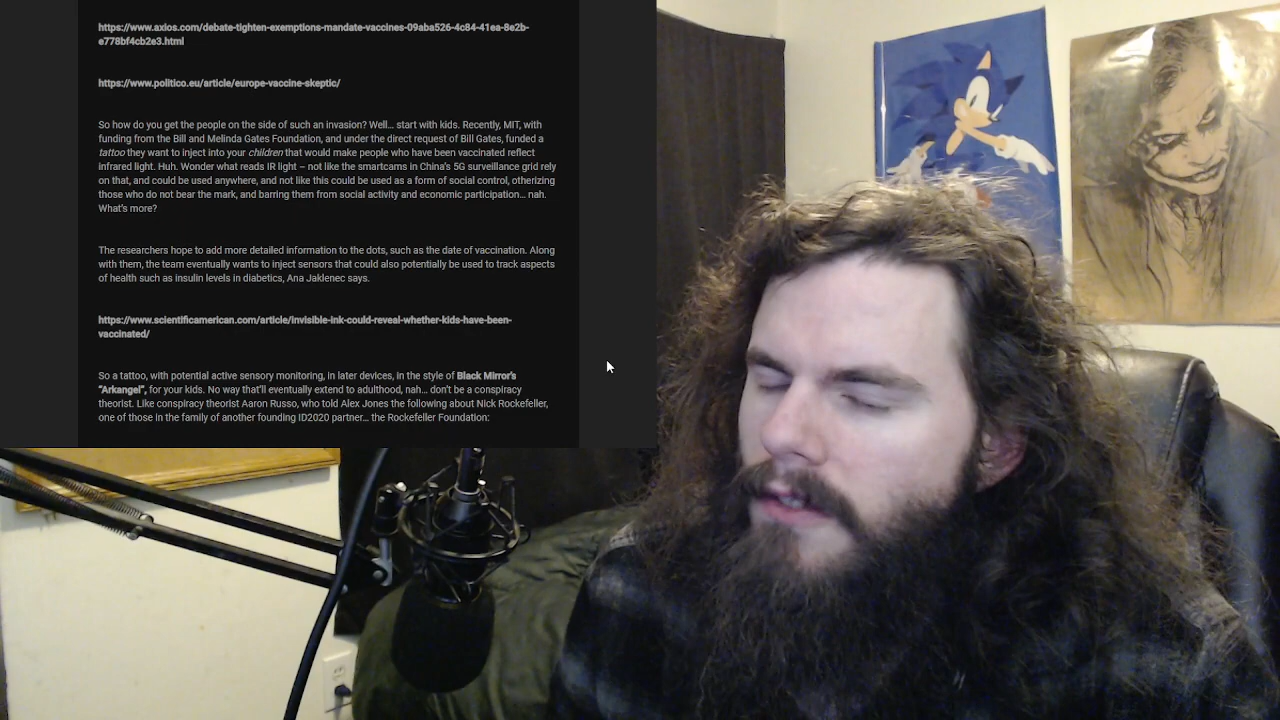 https://www.axios.com/debate-tighten-exemptions-mandate-vaccines-09aba526-4c84-41ea-8e2b-
e778bf4cb2e3.html
https://www.politico.eu/article/europe-vaccine-skeptic/
So how do you get the people on the side of such an invasion? Well… start with kids. Recently, MIT, with
funding from the Bill and Melinda Gates Foundation, and under the direct request of Bill Gates, funded a
tattoo they want to inject into your children that would make people who have been vaccinated reflect
infrared light. Huh. Wonder what reads IR light – not like the smartcams in China's 5G surveillance grid rely
on that, and could be used anywhere, and not like this could be used as a form of social control, otherizing
those who do not bear the mark, and barring them from social activity and economic participation… nah.
What's more?
The researchers hope to add more detailed information to the dots, such as the date of vaccination. Along
with them, the team eventually wants to inject sensors that could also potentially be used to track aspects
of health such as insulin levels in diabetics, Ana Jaklenec says.
https://www.scientificamerican.com/article/invisible-ink-could-reveal-whether-kids-have-been-
vaccinated/
So a tattoo, with potential active sensory monitoring, in later devices, in the style of Black Mirror's
"Arkangel", for your kids. No way that'll eventually extend to adulthood, nah… don't be a conspiracy
theorist. Like conspiracy theorist Aaron Russo, who told Alex Jones the following about Nick Rockefeller,
one of those in the family of another founding ID2020 partner… the Rockefeller Foundation: